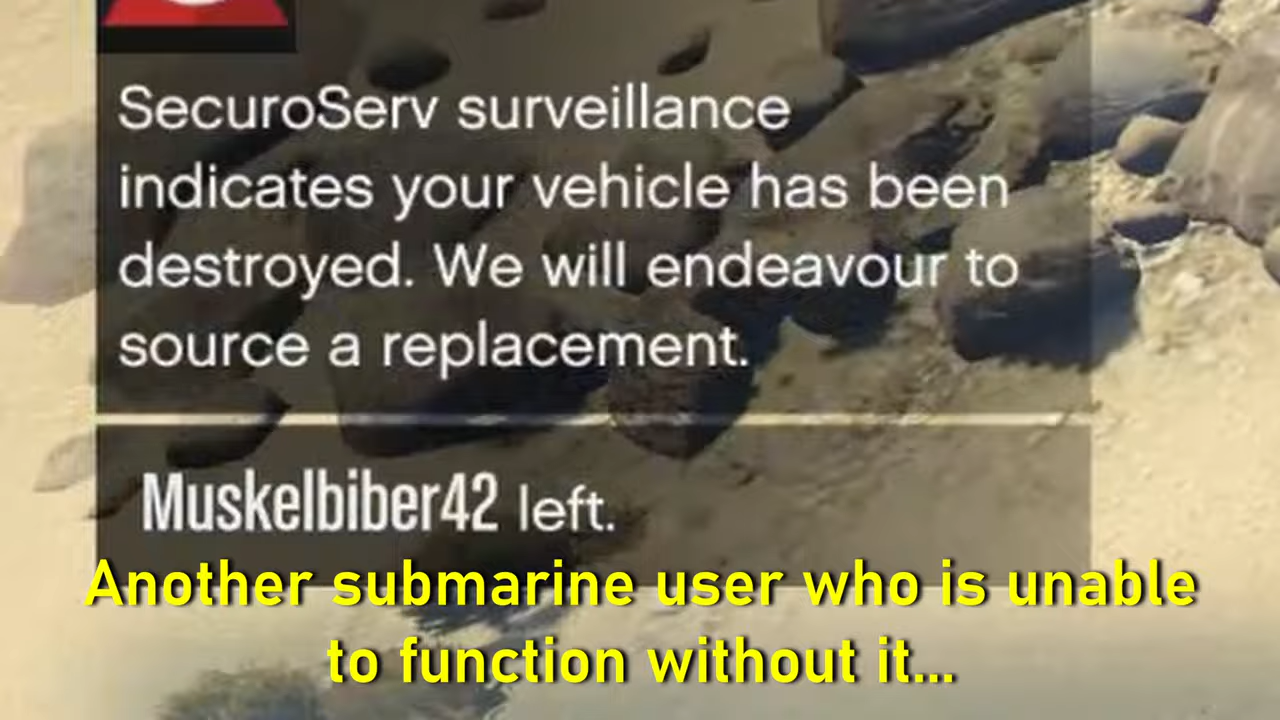 SecuroServ surveillance
indicates your vehicle has been
destroyed. We will endeavour to
source a replacement.
Muskelbiber42 left.
Another submarine user who is unable
to function without it...